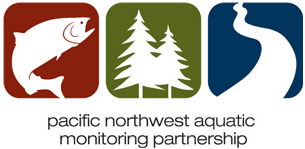 pacific northwest aquatic
monitoring partnership